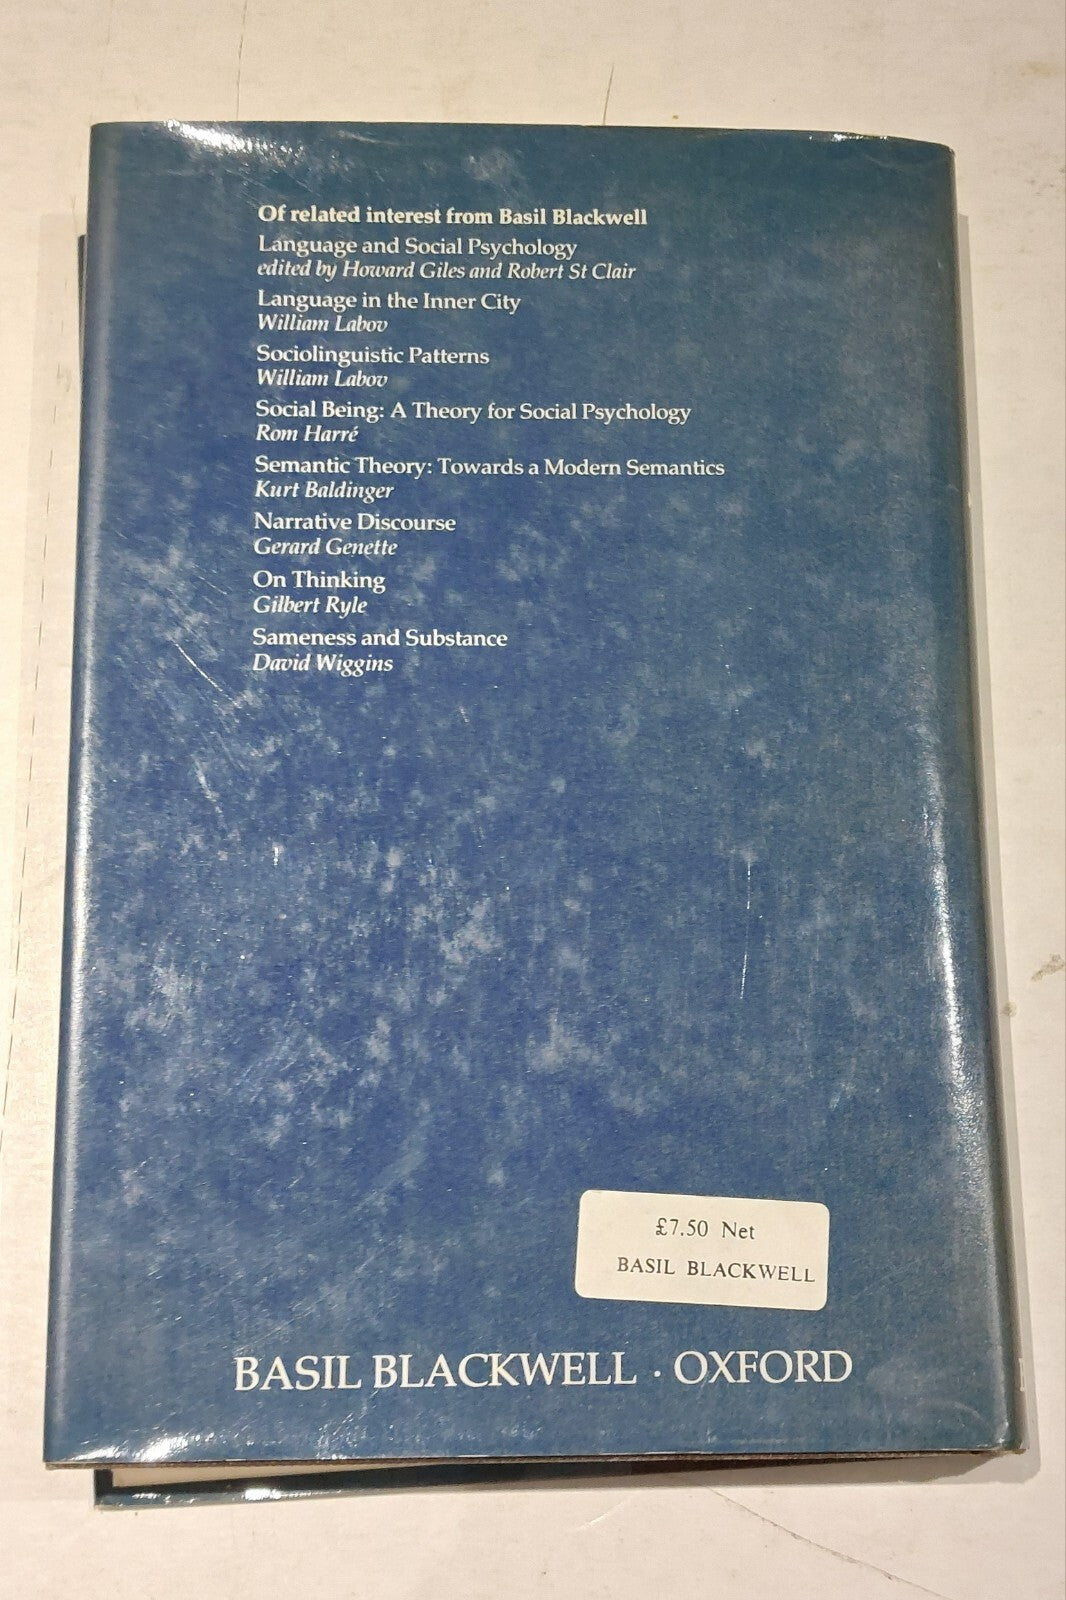 Of related interest from Basil Blackwell
Language and Social Psychology
edited by Howard Giles and Robert St Clair
Language in the Inner City
William Labov
Sociolinguistic Patterns
William Labov
Social Being: A Theory for Social Psychology
Rom Harré
Semantic Theory: Towards a Modern Semantics
Kurt Baldinger
Narrative Discourse
Gerard Genette
On Thinking
Gilbert Ryle
Sameness and Substance
David Wiggins
£7.50 Net
BASIL BLACKWELL
BASIL BLACKWELL · OXFORD